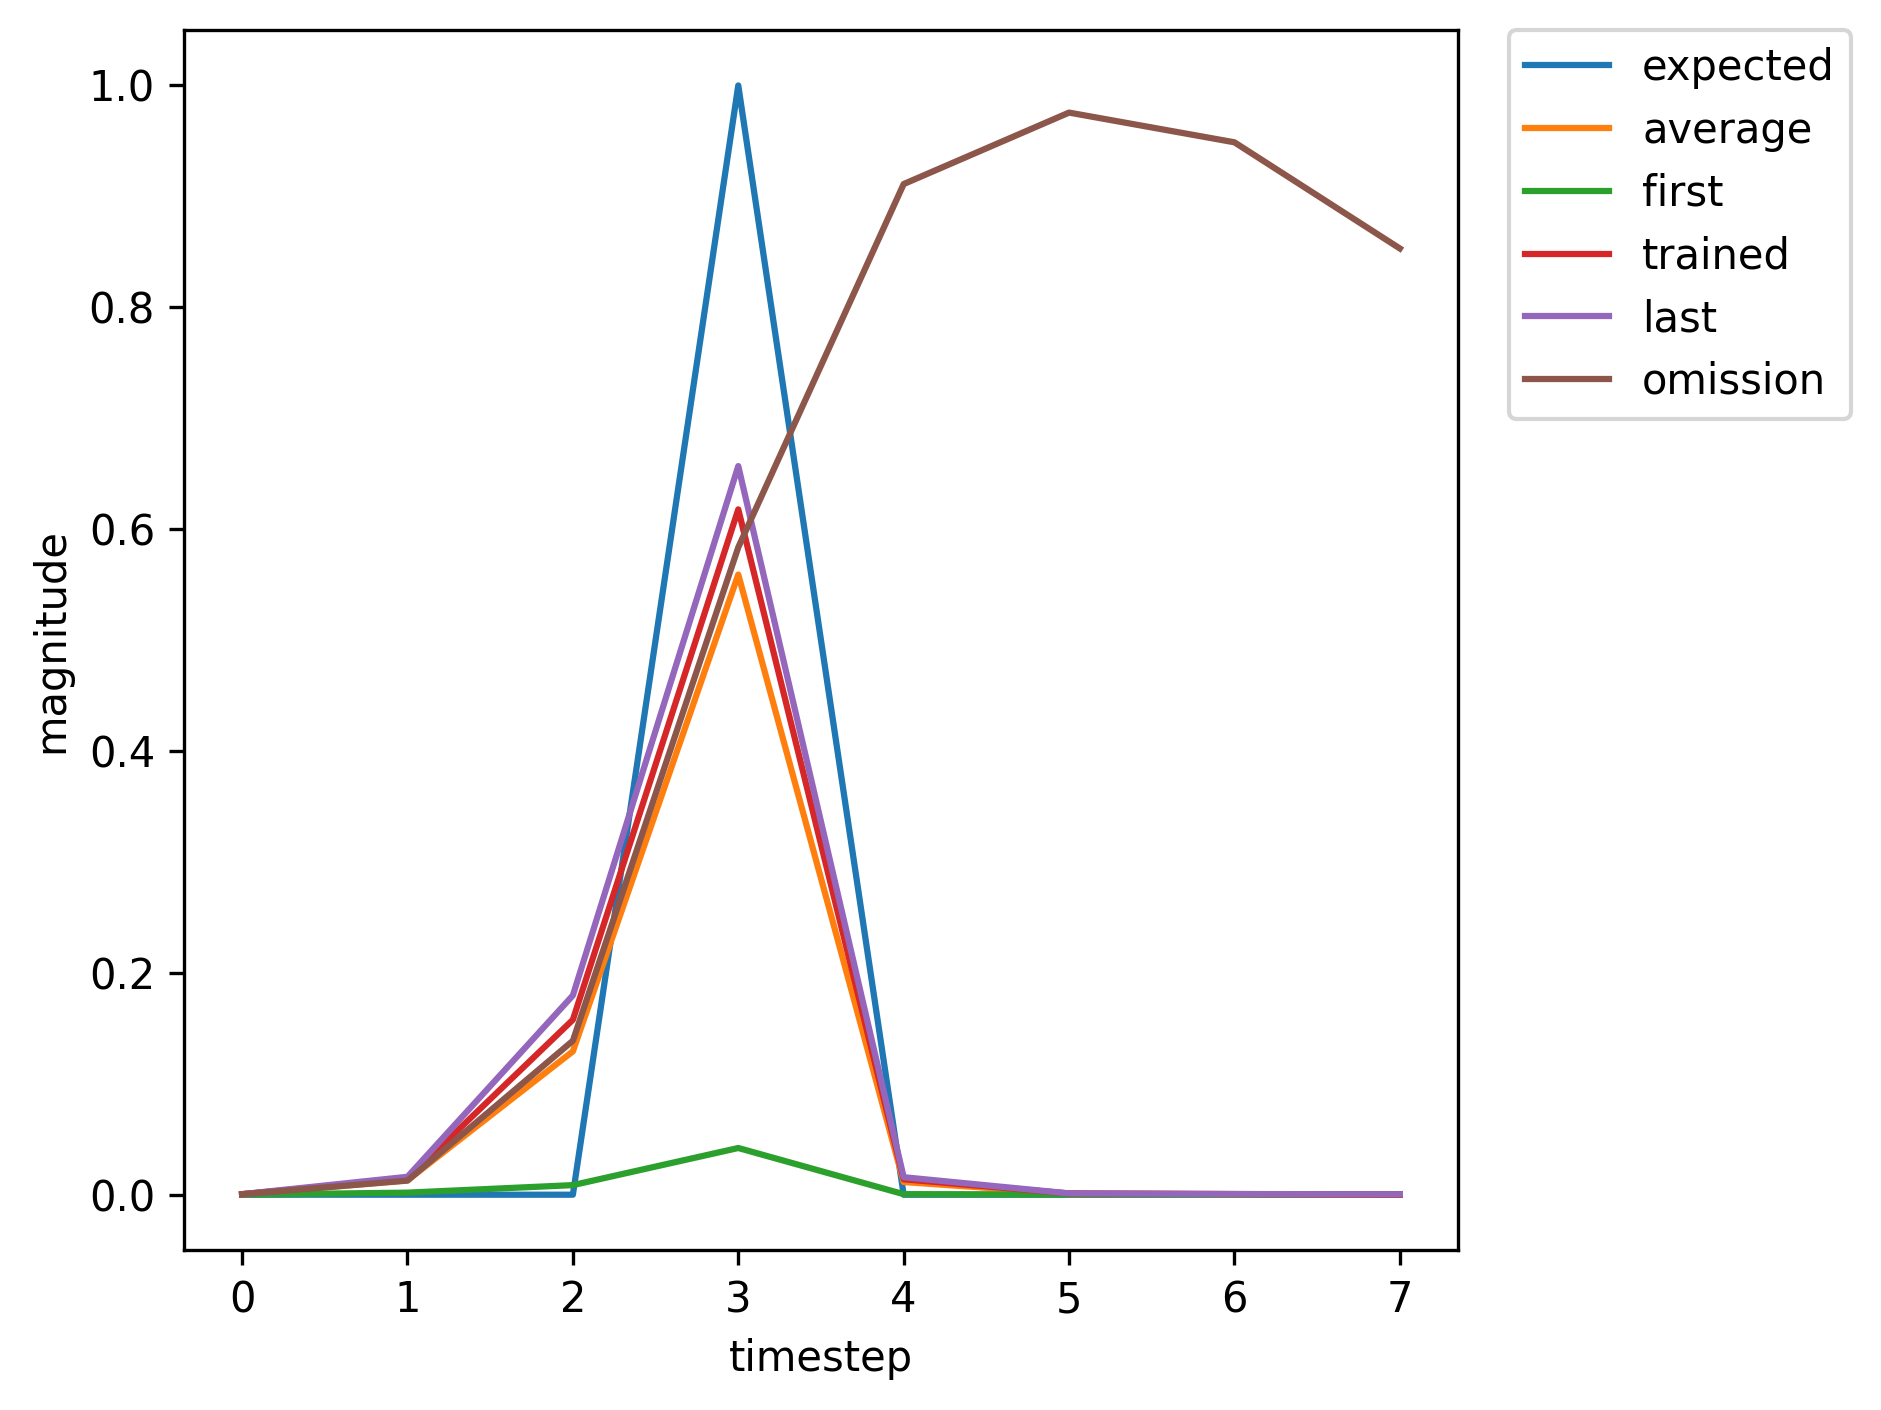 1.0
0.8
0.6
0.4
0.2
0.0
magnitude
0 1 2 3 4 5 6 7
timestep
expected
average
first
trained
last
omission